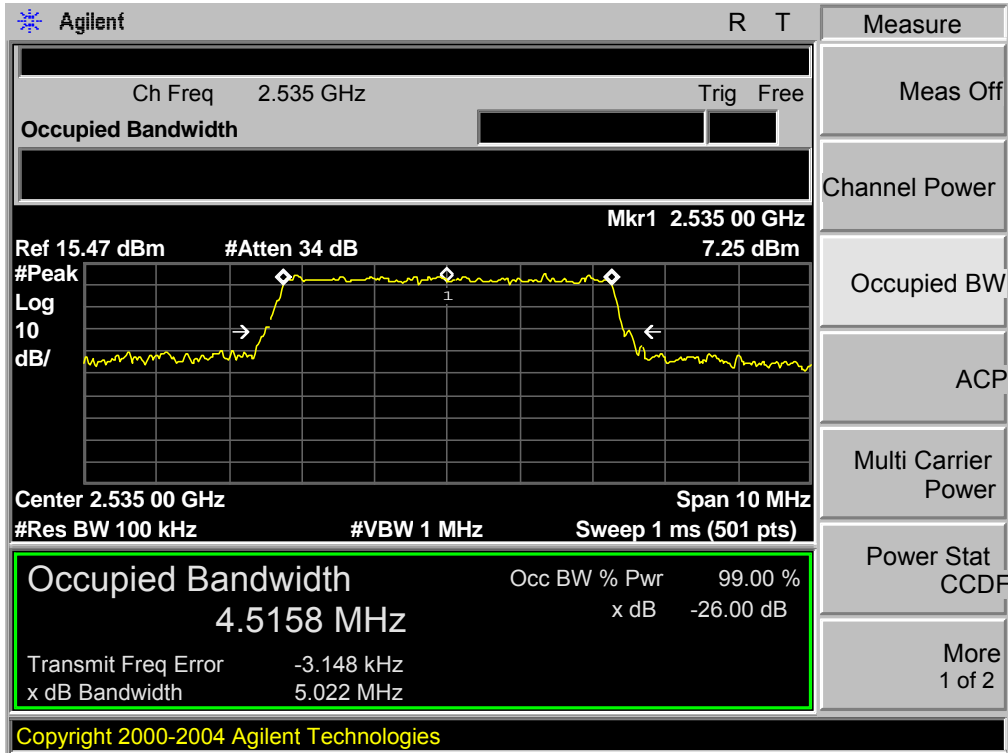 Agilent R T
Ch Freq 2.535 GHz Trig Free
Occupied Bandwidth
Mkr1 2.535 00 GHz
Ref 15.47 dBm #Atten 34 dB 7.25 dBm
#Peak
Log
10
dB/
1
Center 2.535 00 GHz Span 10 MHz
#Res BW 100 kHz #VBW 1 MHz Sweep 1 ms (501 pts)
Occupied Bandwidth
4.5158 MHz
Occ BW % Pwr 99.00 %
x dB -26.00 dB
Transmit Freq Error -3.148 kHz
x dB Bandwidth 5.022 MHz
Copyright 2000-2004 Agilent Technologies
Measure
Meas Off
Channel Power
Occupied BW
ACP
Multi Carrier
Power
Power Stat
CCDF
More
1 of 2